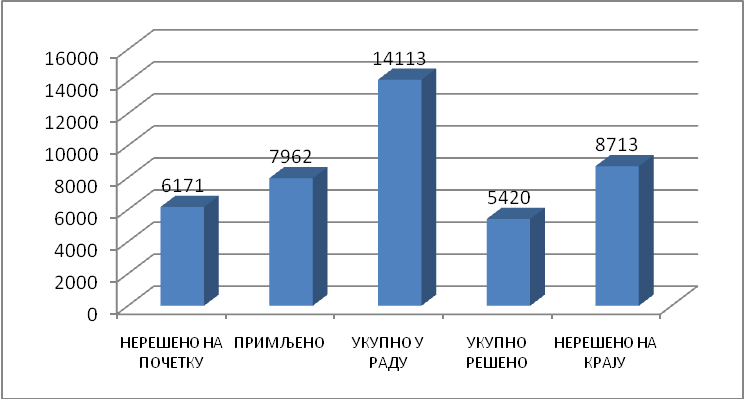 16000
14000
12000
10000
8000
6000
4000
2000
0
6171
7962
14113
5420
8713
НЕРЕШЕНО НА
ПОЧЕТКУ
ПРИМЉЕНО
УКУПНО У
РАДУ
УКУПНО
РЕШЕНО
НЕРЕШЕНО НА
КРАЈУ